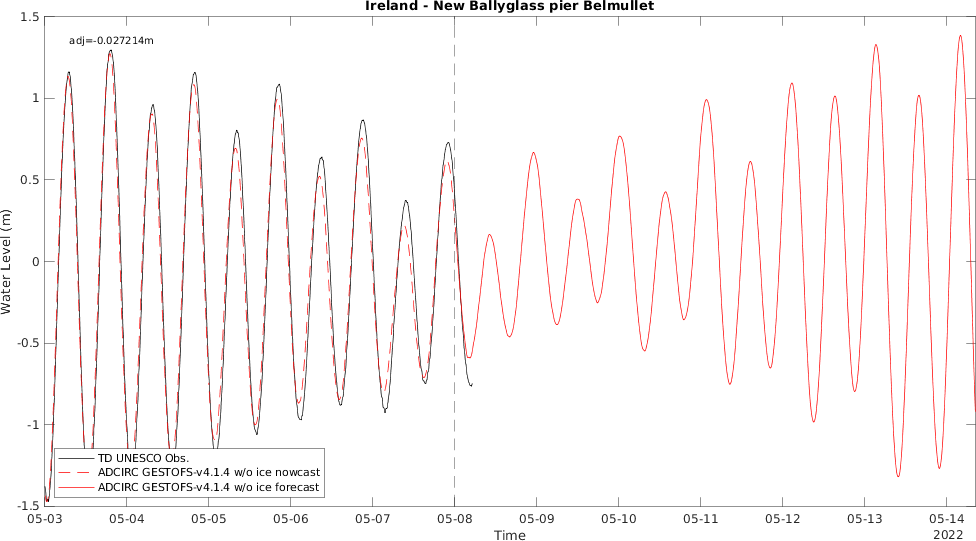 Ireland - New Ballyglass pier Belmullet
adj=-0.027214m
1.5
1
0.5
0
-0.5
-1
-1.5
Water Level (m)
TD UNESCO Obs.
ADCIRC GESTOFS-v4.1.4 w/o ice nowcast
ADCIRC GESTOFS-v4.1.4 w/o ice forecast
05-03 05-04 05-05 05-06 05-07 05-08 05-09 05-10 05-11 05-12 05-13 05-14
Time
2022